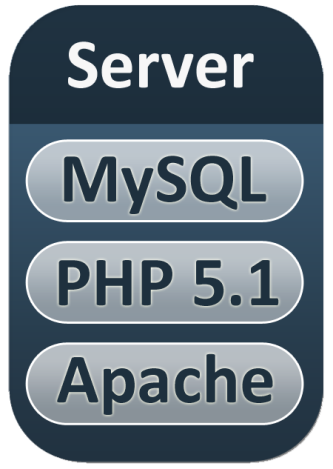 Server
MySQL
PHP 5.1
Apache